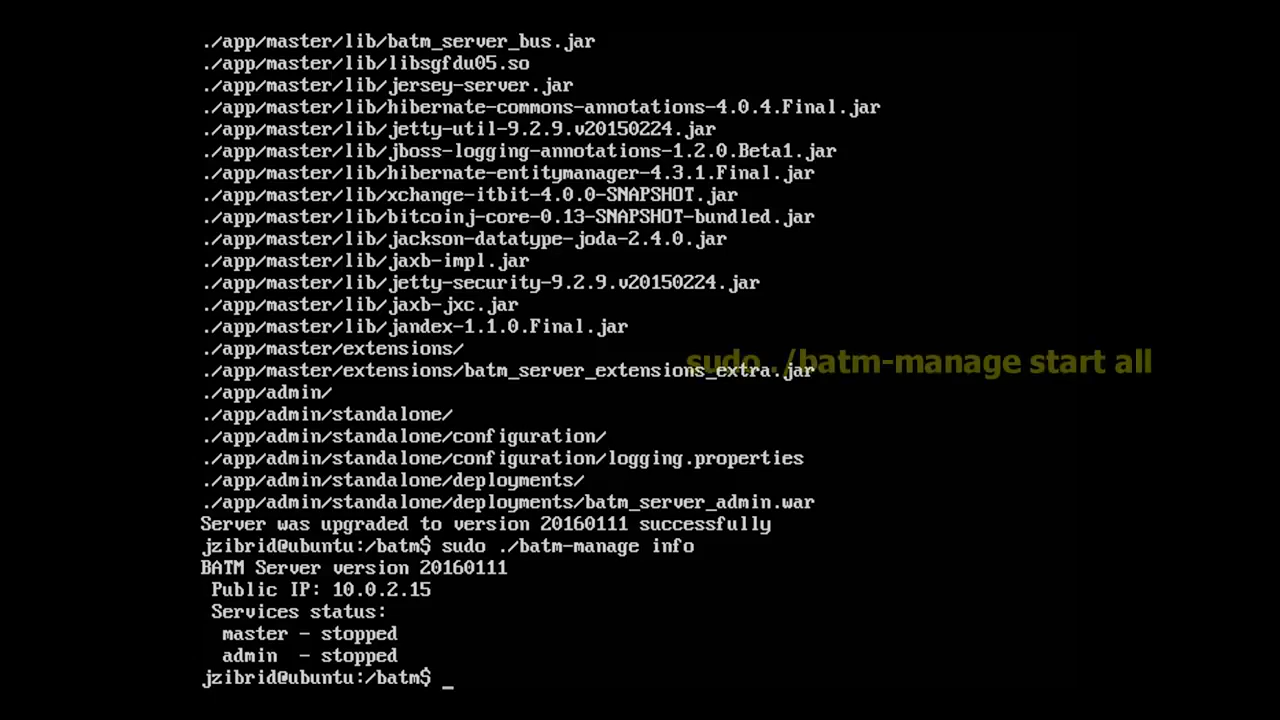 ./app/master/lib/batm_server_bus.jar
./app/master/lib/libsgfdu05.so
./app/master/lib/jersey-server.jar
./app/master/lib/hibernate-commons-annotations-4.0.4.Final.jar
./app/master/lib/jetty-util-9.2.9.v20150224.jar
./app/master/lib/jboss-logging-annotations-1.2.0.Beta1.jar
./app/master/lib/hibernate-entitymanager-4.3.1.Final.jar
./app/master/lib/xchange-itbit-4.0.0-SNAPSHOT.jar
./app/master/lib/bitcoinj-core-0.13-SNAPSHOT-bundled.jar
./app/master/lib/jackson-datatype-joda-2.4.0.jar
./app/master/lib/jaxb-impl.jar
./app/master/lib/jetty-security-9.2.9.v20150224.jar
./app/master/lib/jaxb-jxc.jar
./app/master/lib/jandex-1.1.0.Final.jar
./app/master/extensions/
sudo ./batm-manage start all
./app/master/extensions/batm_server_extensions_extra.jar
./app/admin/
./app/admin/standalone/
./app/admin/standalone/configuration/
./app/admin/standalone/configuration/logging.properties
./app/admin/standalone/deployments/
./app/admin/standalone/deployments/batm_server_admin.war
Server was upgraded to version 20160111 successfully
jzibrid@ubuntu:/batm$ sudo ./batm-manage info
BATM Server version 20160111
Public IP: 10.0.2.15
Services status:
master - stopped
admin  - stopped
jzibrid@ubuntu:/batm$ _